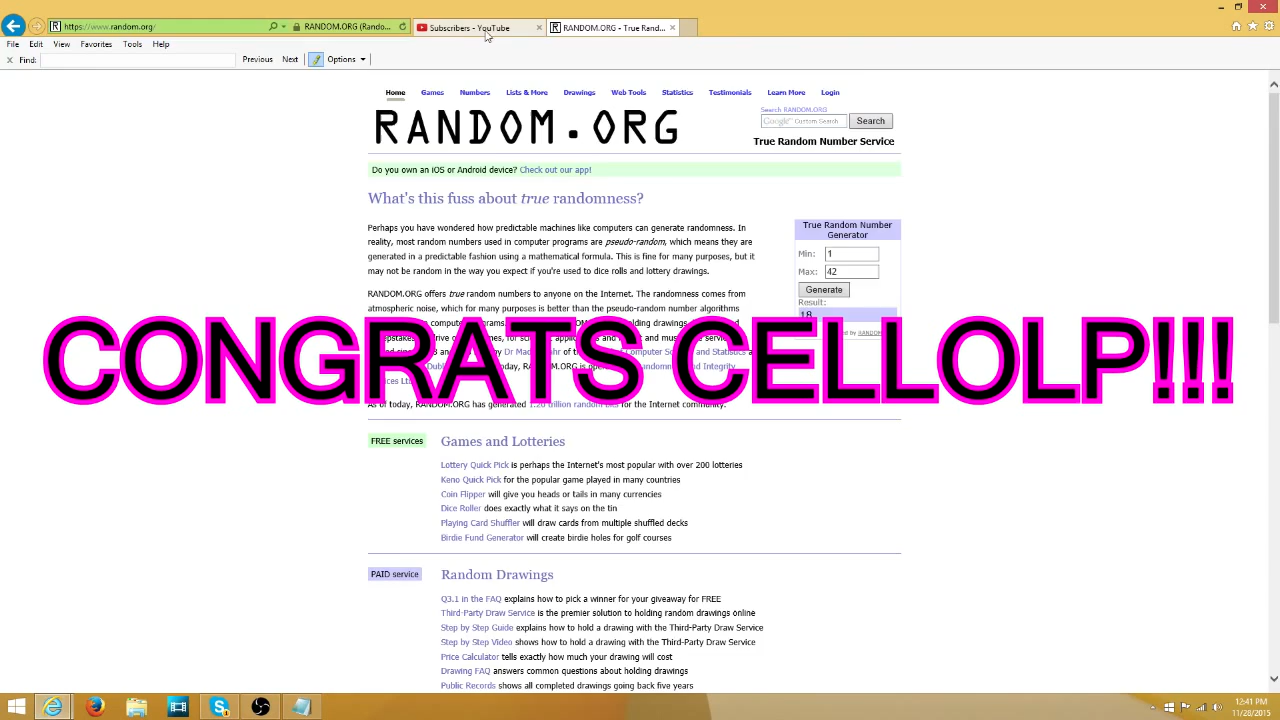 https://www.random.org/
RANDOM.ORG (Rando...
Subscribers - YouTube
RANDOM.ORG - True Rand...
File Edit View Favorites Tools Help
Find: Previous Next Options
Home Games Numbers Lists & More Drawings Web Tools Statistics Testimonials Learn More Login
RANDOM.ORG
Search RANDOM.ORG
Google™ Custom Search Search
True Random Number Service
Do you own an iOS or Android device? Check out our app!
What's this fuss about true randomness?
Perhaps you have wondered how predictable machines like computers can generate randomness. In
reality, most random numbers used in computer programs are pseudo-random, which means they are
generated in a predictable fashion using a mathematical formula. This is fine for many purposes, but it
may not be random in the way you expect if you're used to dice rolls and lottery drawings.
RANDOM.ORG offers true random numbers to anyone on the Internet. The randomness comes from
atmospheric noise, which for many purposes is better than the pseudo-random number algorithms
True Random Number
Generator
Min: 1
Max: 42
Generate
Result:
18
CONGRATS CELLOLP!!!
As of today, RANDOM.ORG has generated 1.20 trillion random bits for the Internet community.
FREE services
Games and Lotteries
Lottery Quick Pick is perhaps the Internet's most popular with over 200 lotteries
Keno Quick Pick for the popular game played in many countries
Coin Flipper will give you heads or tails in many currencies
Dice Roller does exactly what it says on the tin
Playing Card Shuffler will draw cards from multiple shuffled decks
Birdie Fund Generator will create birdie holes for golf courses
PAID service
Random Drawings
Q3.1 in the FAQ explains how to pick a winner for your giveaway for FREE
Third-Party Draw Service is the premier solution to holding random drawings online
Step by Step Guide explains how to hold a drawing with the Third-Party Draw Service
Step by Step Video shows how to hold a drawing with the Third-Party Draw Service
Price Calculator tells exactly how much your drawing will cost
Drawing FAQ answers common questions about holding drawings
Public Records shows all completed drawings going back five years
12:41 PM
11/28/2015